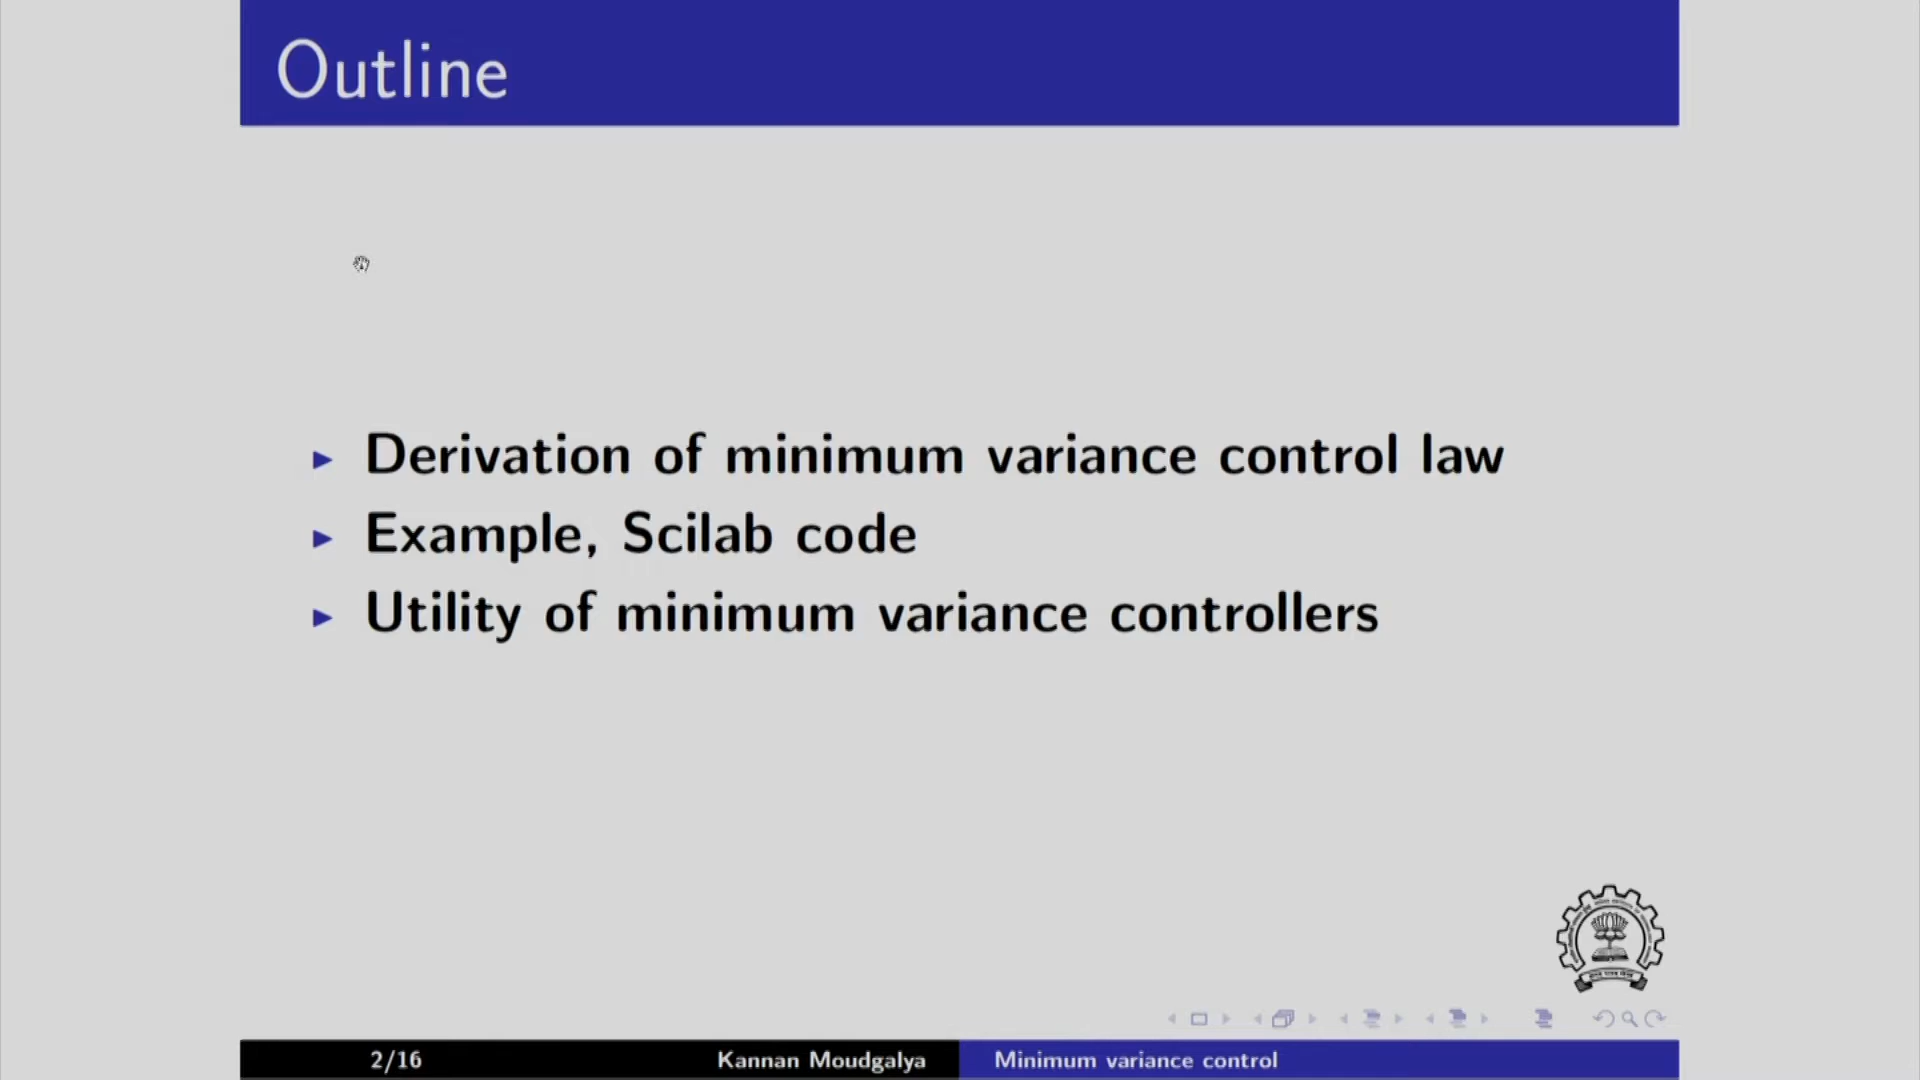 Outline
Derivation of minimum variance control law
Example, Scilab code
Utility of minimum variance controllers
2/16
Kannan Moudgalya
Minimum variance control